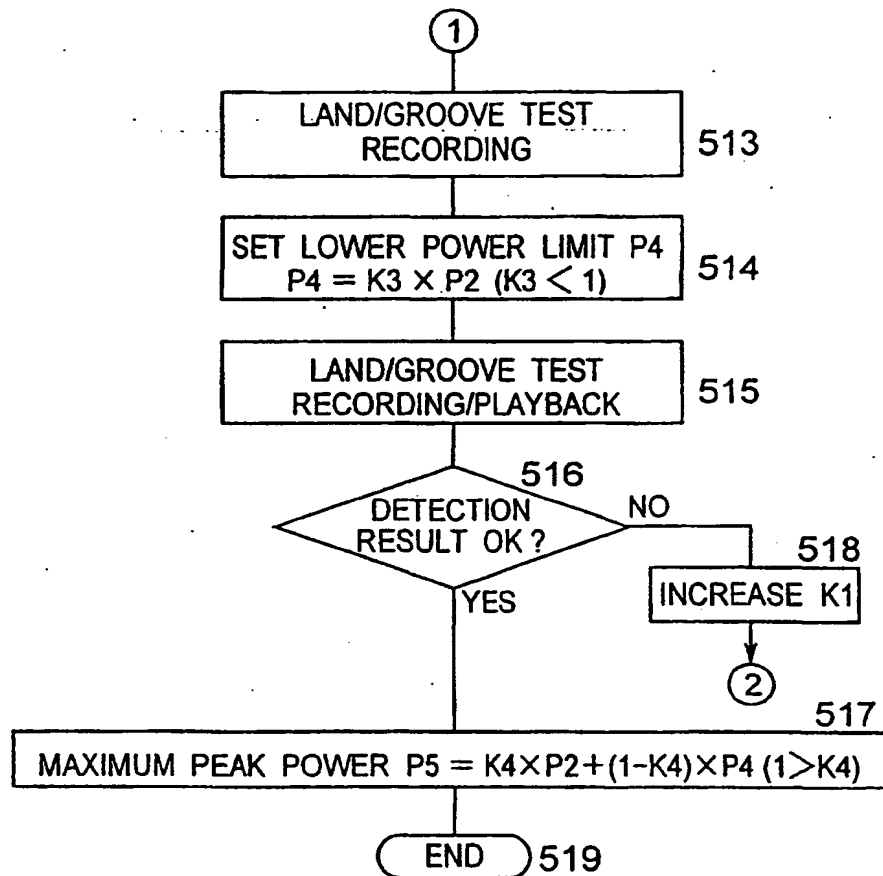 1
LAND/GROOVE TEST
RECORDING
513
SET LOWER POWER LIMIT P4
P4 = K3 × P2 (K3 < 1)
514
LAND/GROOVE TEST
RECORDING/PLAYBACK
515
516
DETECTION
RESULT OK?
NO
518
INCREASE K1
YES
2
517
MAXIMUM PEAK POWER P5 = K4×P2+(1-K4)×P4 (1>K4)
END
519